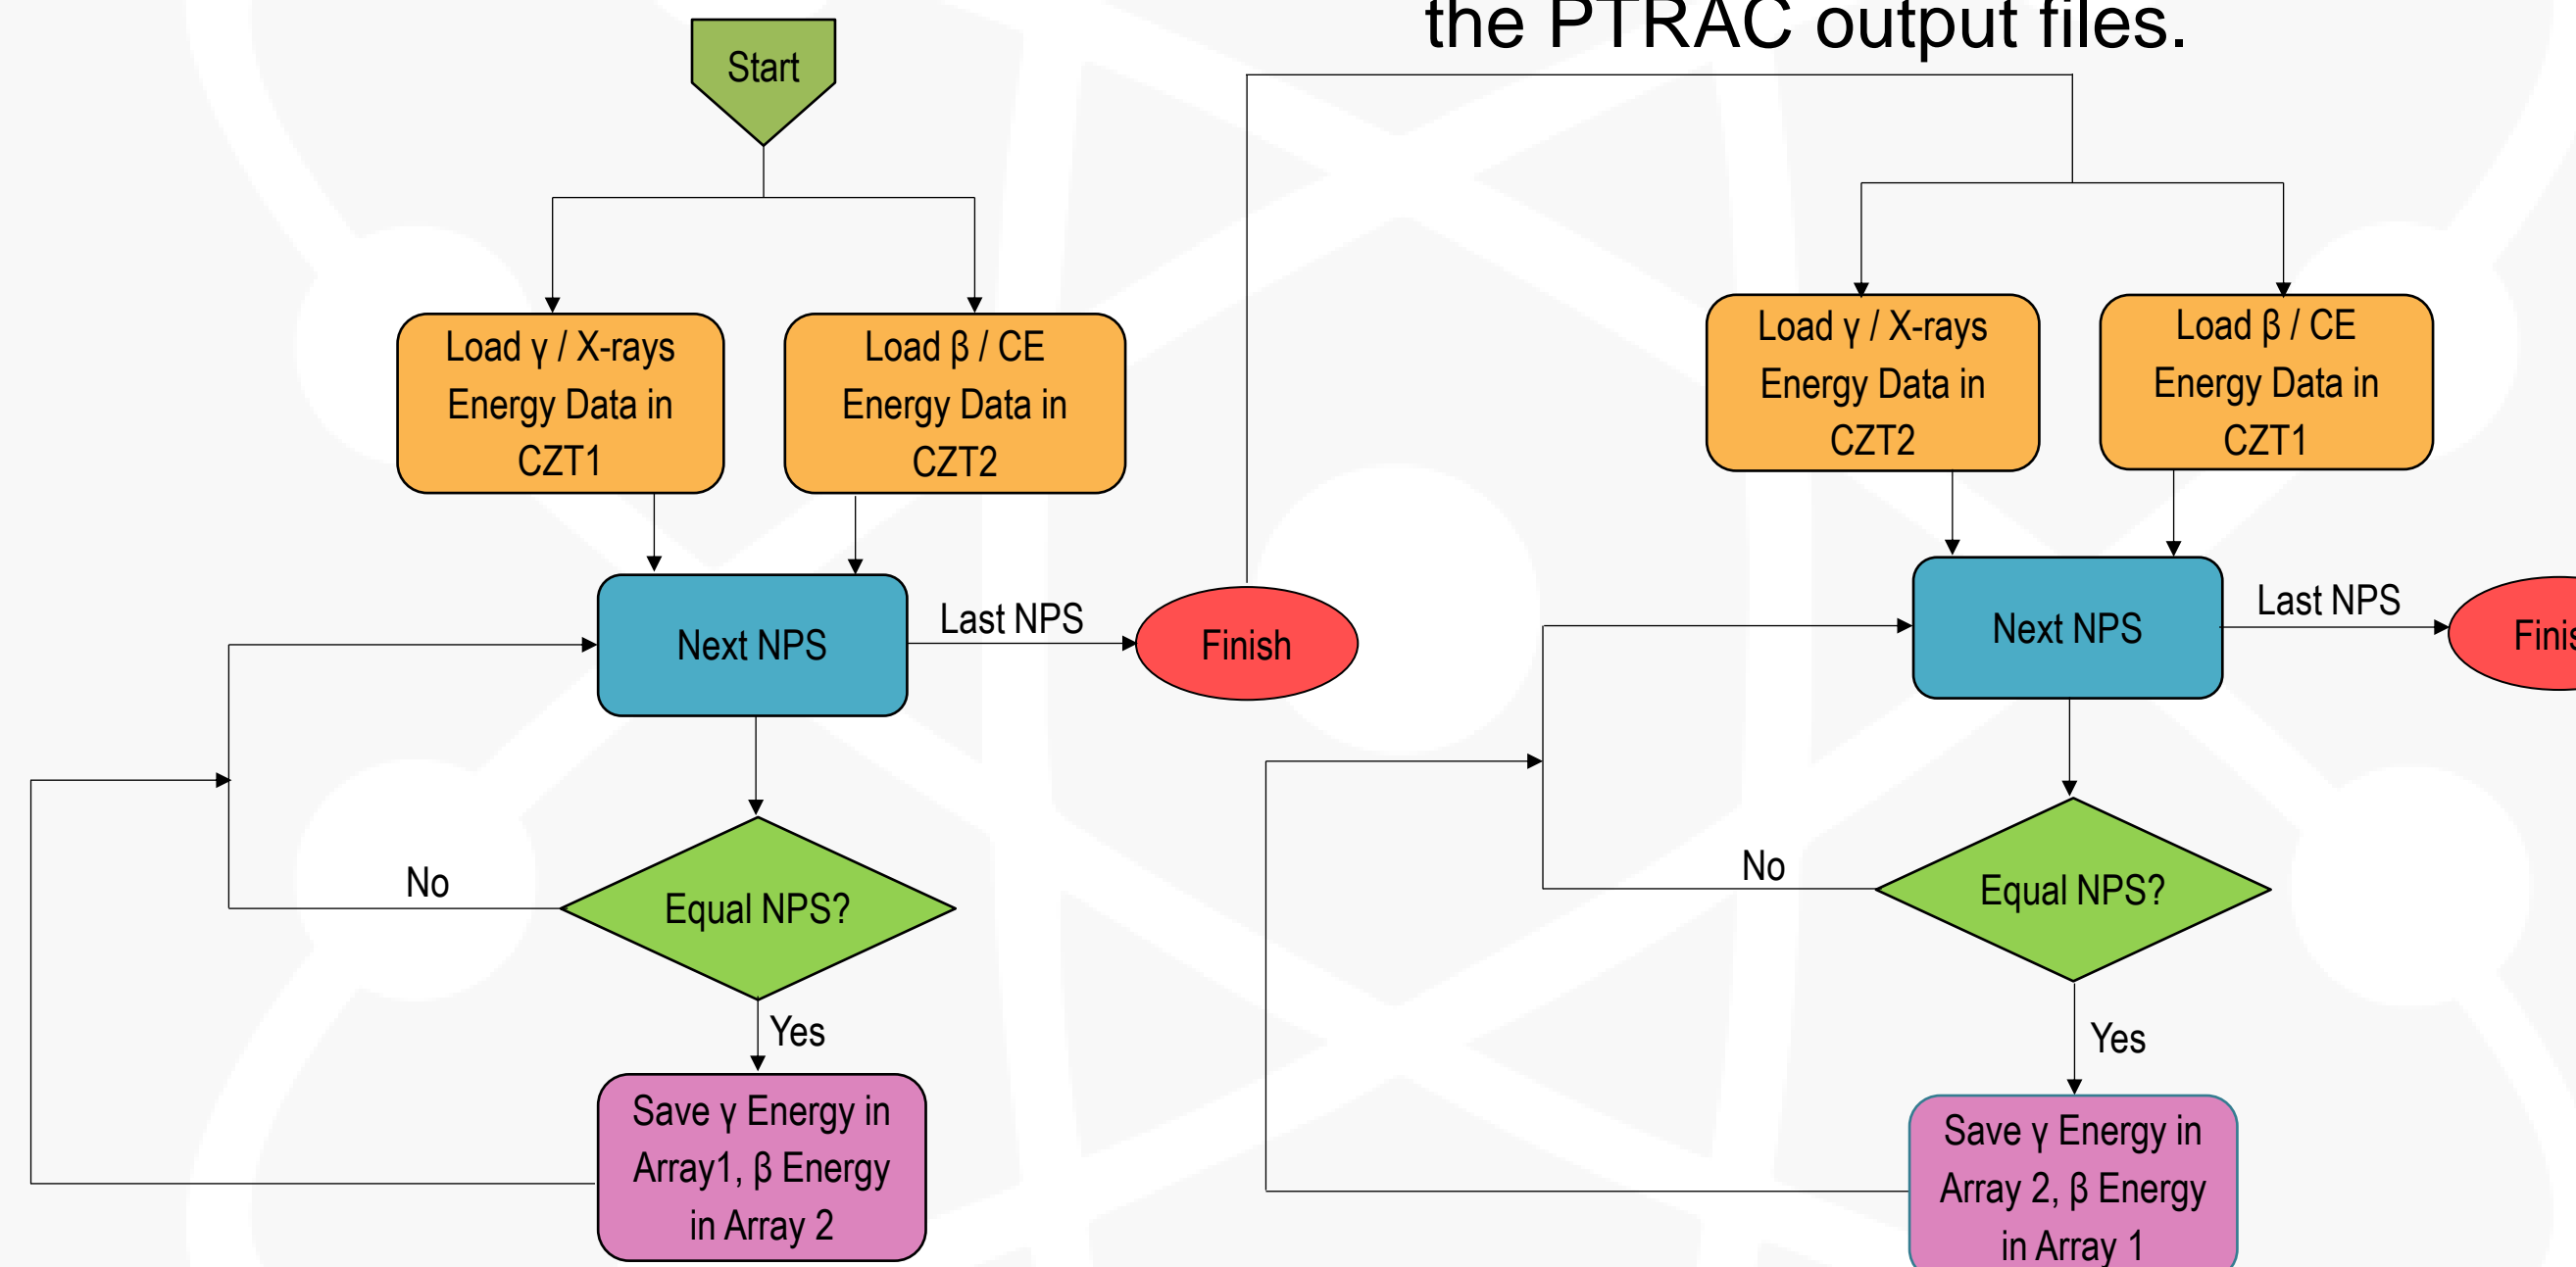 the PTRAC output files.
Start
Load γ / X-rays
Energy Data in
CZT1
Load β / CE
Energy Data in
CZT2
Next NPS
Last NPS
Finish
No
Equal NPS?
Yes
Save γ Energy in
Array1, β Energy
in Array 2
Load γ / X-rays
Energy Data in
CZT2
Load β / CE
Energy Data in
CZT1
Next NPS
Last NPS
Finis
No
Equal NPS?
Yes
Save γ Energy in
Array 2, β Energy
in Array 1